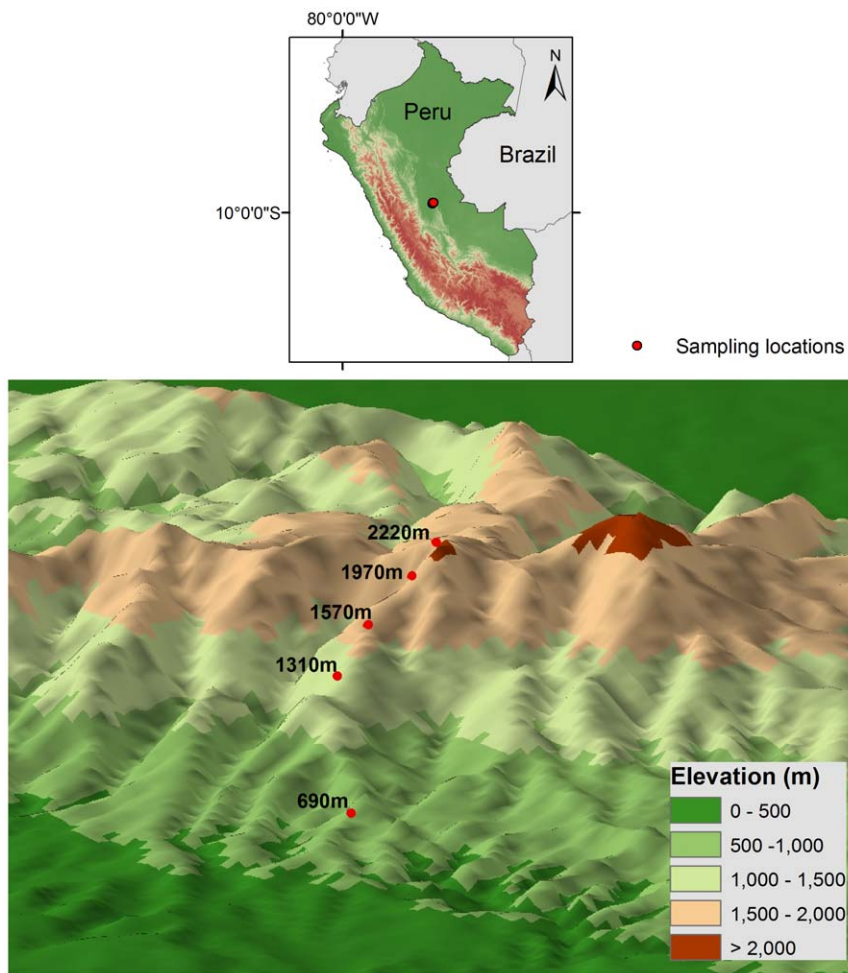 80°0'0"W
N
Peru
Brazil
10°0'0"S
Sampling locations
2220m
1970m
1570m
1310m
690m
Elevation (m)
0 - 500
500 -1,000
1,000 - 1,500
1,500 - 2,000
> 2,000